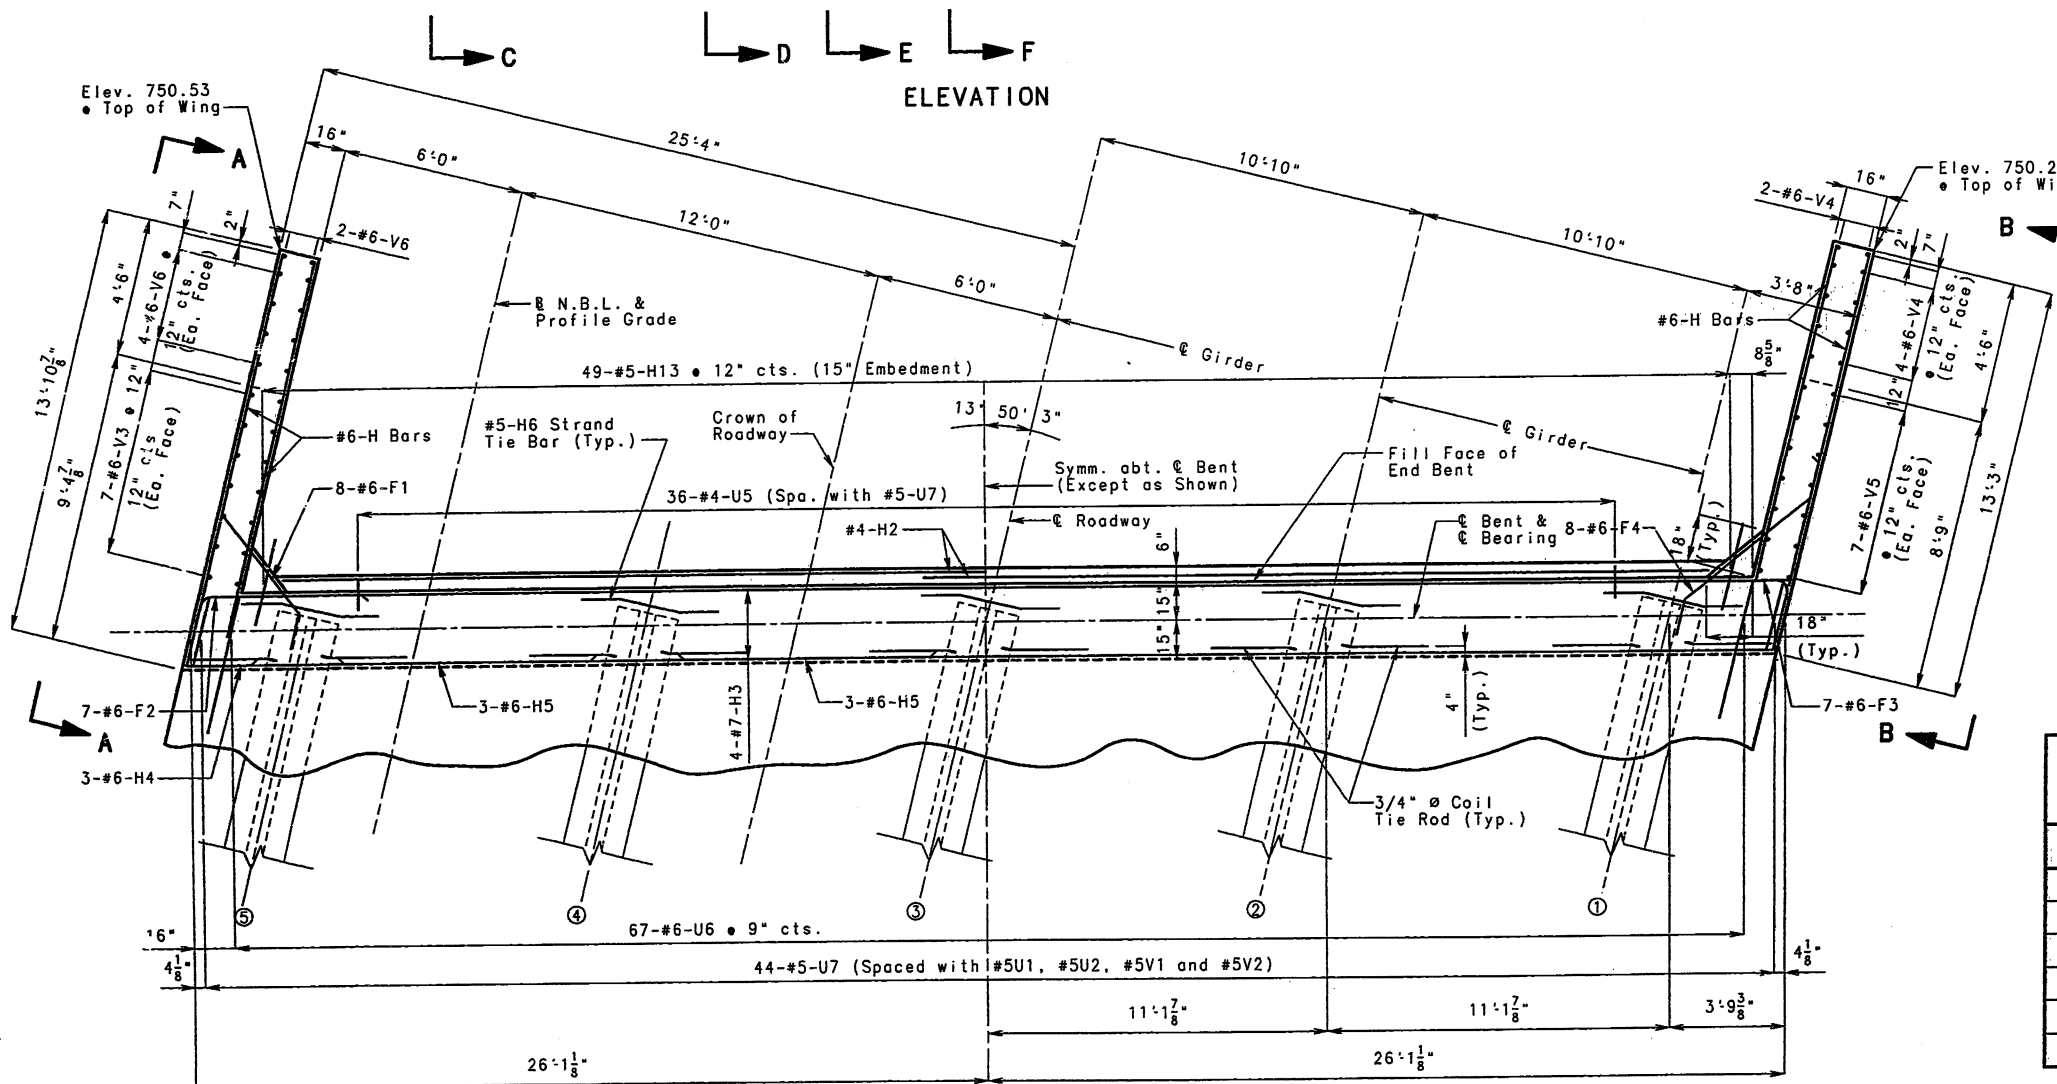 C
D
E
F
ELEVATION
Elev. 750.53
● Top of Wing
A
16"
6'-0"
25'-4"
12'-0"
6'-0"
10'-10"
10'-10"
3'-8"
16"
Elev. 750.2
● Top of Wi
2-#6-V4
B
7"
2"
2-#6-V6
2"
7"
4'-6"
4-#6-V6 ●
12" cts.
(Ea. Face)
13'-10 7/8"
9'-4 7/8"
7-#6-V3 ● 12"
12" cts
(Ea. Face)
℄ N.B.L. &
Profile Grade
℄ Girder
#6-H Bars
8 5/8"
4-#6-V4
● 12" cts.
(Ea. Face)
4'-6"
12"
49-#5-H13 ● 12" cts. (15" Embedment)
#6-H Bars
#5-H6 Strand
Tie Bar (Typ.)
Crown of
Roadway
13° 50' 3"
℄ Girder
Symm. abt. ℄ Bent
(Except as Shown)
Fill Face of
End Bent
8-#6-F1
36-#4-U5 (Spa. with #5-U7)
#4-H2
℄ Roadway
6"
℄ Bent &
℄ Bearing
8-#6-F4
18"
(Typ.)
7-#6-V5
● 12" cts.
(Ea. Face)
8'-9"
13'-3"
15"
15"
18"
(Typ.)
7-#6-F2
A
3-#6-H4
3-#6-H5
4-#7-H3
3-#6-H5
4"
(Typ.)
7-#6-F3
B
3/4" Ø Coil
Tie Rod (Typ.)
5
4
3
2
1
16"
67-#6-U6 ● 9" cts.
4 1/8"
44-#5-U7 (Spaced with #5U1, #5U2, #5V1 and #5V2)
4 1/8"
11'-1 7/8"
11'-1 7/8"
3'-9 3/8"
26'-1 1/8"
26'-1 1/8"